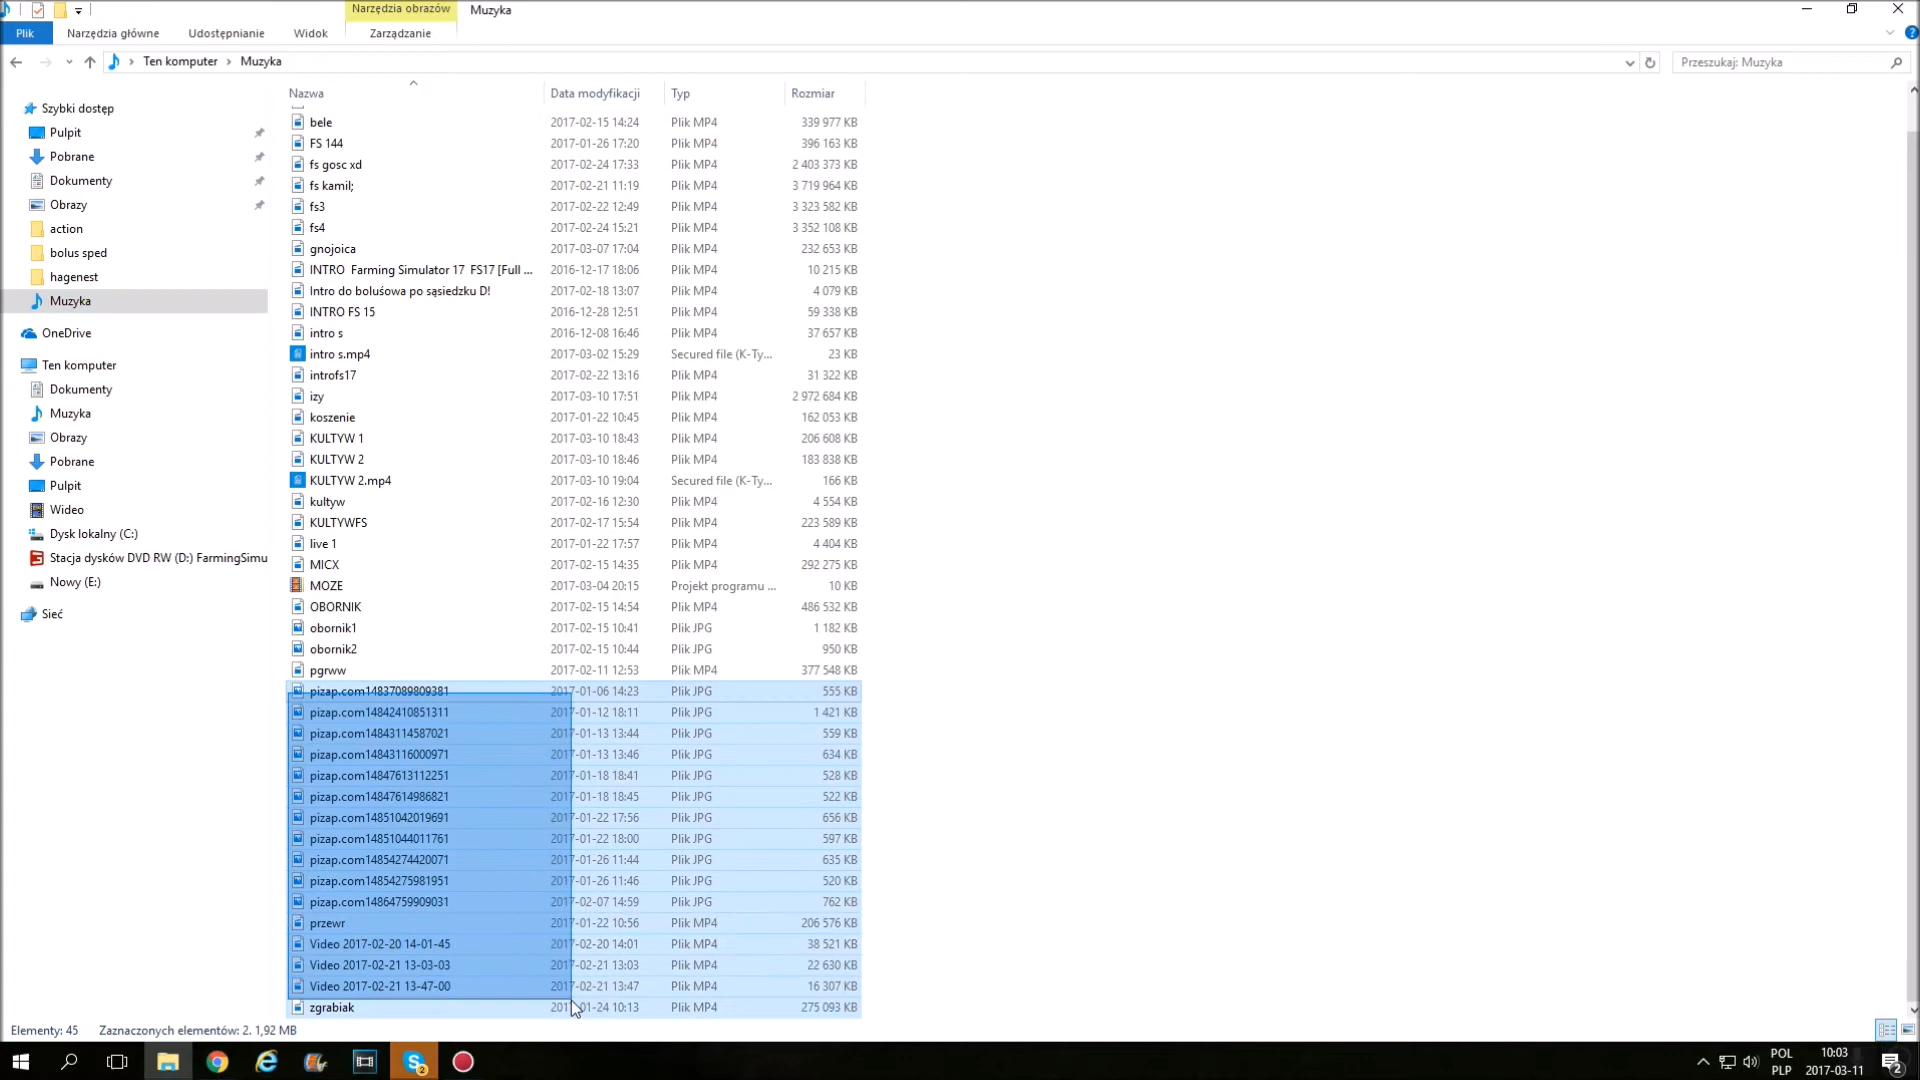 Narzędzia obrazów Muzyka
Plik Narzędzia główne Udostępnianie Widok Zarządzanie
Ten komputer Muzyka Przeszukaj: Muzyka
Szybki dostęp
Pulpit
Pobrane
Dokumenty
Obrazy
action
bolus sped
hagenest
Muzyka
OneDrive
Ten komputer
Dokumenty
Muzyka
Obrazy
Pobrane
Pulpit
Wideo
Dysk lokalny (C:)
Stacja dysków DVD RW (D:) FarmingSimu
Nowy (E:)
Sieć
Nazwa Data modyfikacji Typ Rozmiar
bele 2017-02-15 14:24 Plik MP4 339 977 KB
FS 144 2017-01-26 17:20 Plik MP4 396 163 KB
fs gosc xd 2017-02-24 17:33 Plik MP4 2 403 373 KB
fs kamil; 2017-02-21 11:19 Plik MP4 3 719 964 KB
fs3 2017-02-22 12:49 Plik MP4 3 323 582 KB
fs4 2017-02-24 15:21 Plik MP4 3 352 108 KB
gnojoica 2017-03-07 17:04 Plik MP4 232 653 KB
INTRO Farming Simulator 17 FS17 [Full ... 2016-12-17 18:06 Plik MP4 10 215 KB
Intro do boluśowa po sąsiedzku D! 2017-02-18 13:07 Plik MP4 4 079 KB
INTRO FS 15 2016-12-28 12:51 Plik MP4 59 338 KB
intro s 2016-12-08 16:46 Plik MP4 37 657 KB
intro s.mp4 2017-03-02 15:29 Secured file (K-Ty... 23 KB
introfs17 2017-02-22 13:16 Plik MP4 31 322 KB
izy 2017-03-10 17:51 Plik MP4 2 972 684 KB
koszenie 2017-01-22 10:45 Plik MP4 162 053 KB
KULTYW 1 2017-03-10 18:43 Plik MP4 206 608 KB
KULTYW 2 2017-03-10 18:46 Plik MP4 183 838 KB
KULTYW 2.mp4 2017-03-10 19:04 Secured file (K-Ty... 166 KB
kultyw 2017-02-16 12:30 Plik MP4 4 554 KB
KULTYWFS 2017-02-17 15:54 Plik MP4 223 589 KB
live 1 2017-01-22 17:57 Plik MP4 4 404 KB
MICX 2017-02-15 14:35 Plik MP4 292 275 KB
MOZE 2017-03-04 20:15 Projekt programu ... 10 KB
OBORNIK 2017-02-15 14:54 Plik MP4 486 532 KB
obornik1 2017-02-15 10:41 Plik JPG 1 182 KB
obornik2 2017-02-15 10:44 Plik JPG 950 KB
pgrww 2017-02-11 12:53 Plik MP4 377 548 KB
pizap.com14837089809381 2017-01-06 14:23 Plik JPG 555 KB
pizap.com14842410851311 2017-01-12 18:11 Plik JPG 1 421 KB
pizap.com14843114587021 2017-01-13 13:44 Plik JPG 559 KB
pizap.com14843116000971 2017-01-13 13:46 Plik JPG 634 KB
pizap.com14847613112251 2017-01-18 18:41 Plik JPG 528 KB
pizap.com14847614986821 2017-01-18 18:45 Plik JPG 522 KB
pizap.com14851042019691 2017-01-22 17:56 Plik JPG 656 KB
pizap.com14851044011761 2017-01-22 18:00 Plik JPG 597 KB
pizap.com14854274420071 2017-01-26 11:44 Plik JPG 635 KB
pizap.com14854275981951 2017-01-26 11:46 Plik JPG 520 KB
pizap.com14864759909031 2017-02-07 14:59 Plik JPG 762 KB
przewr 2017-01-22 10:56 Plik MP4 206 576 KB
Video 2017-02-20 14-01-45 2017-02-20 14:01 Plik MP4 38 521 KB
Video 2017-02-21 13-03-03 2017-02-21 13:03 Plik MP4 22 630 KB
Video 2017-02-21 13-47-00 2017-02-21 13:47 Plik MP4 16 307 KB
zgrabiak 2017-01-24 10:13 Plik MP4 275 093 KB
Elementy: 45 Zaznaczonych elementów: 2. 1,92 MB
POL 10:03
PLP 2017-03-11
2
2